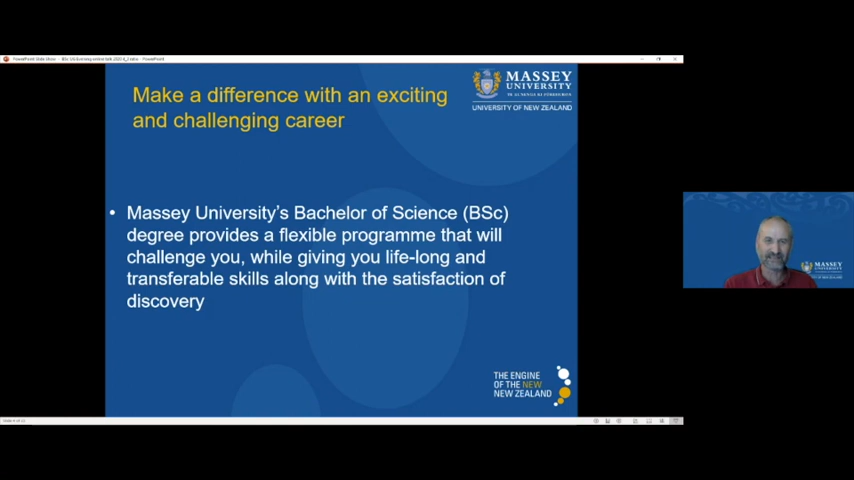 Make a difference with an exciting
and challenging career
MASSEY
UNIVERSITY
UNIVERSITY OF NEW ZEALAND
• Massey University's Bachelor of Science (BSc)
degree provides a flexible programme that will
challenge you, while giving you life-long and
transferable skills along with the satisfaction of
discovery
THE ENGINE
OF THE NEW
NEW ZEALAND
MASSEY